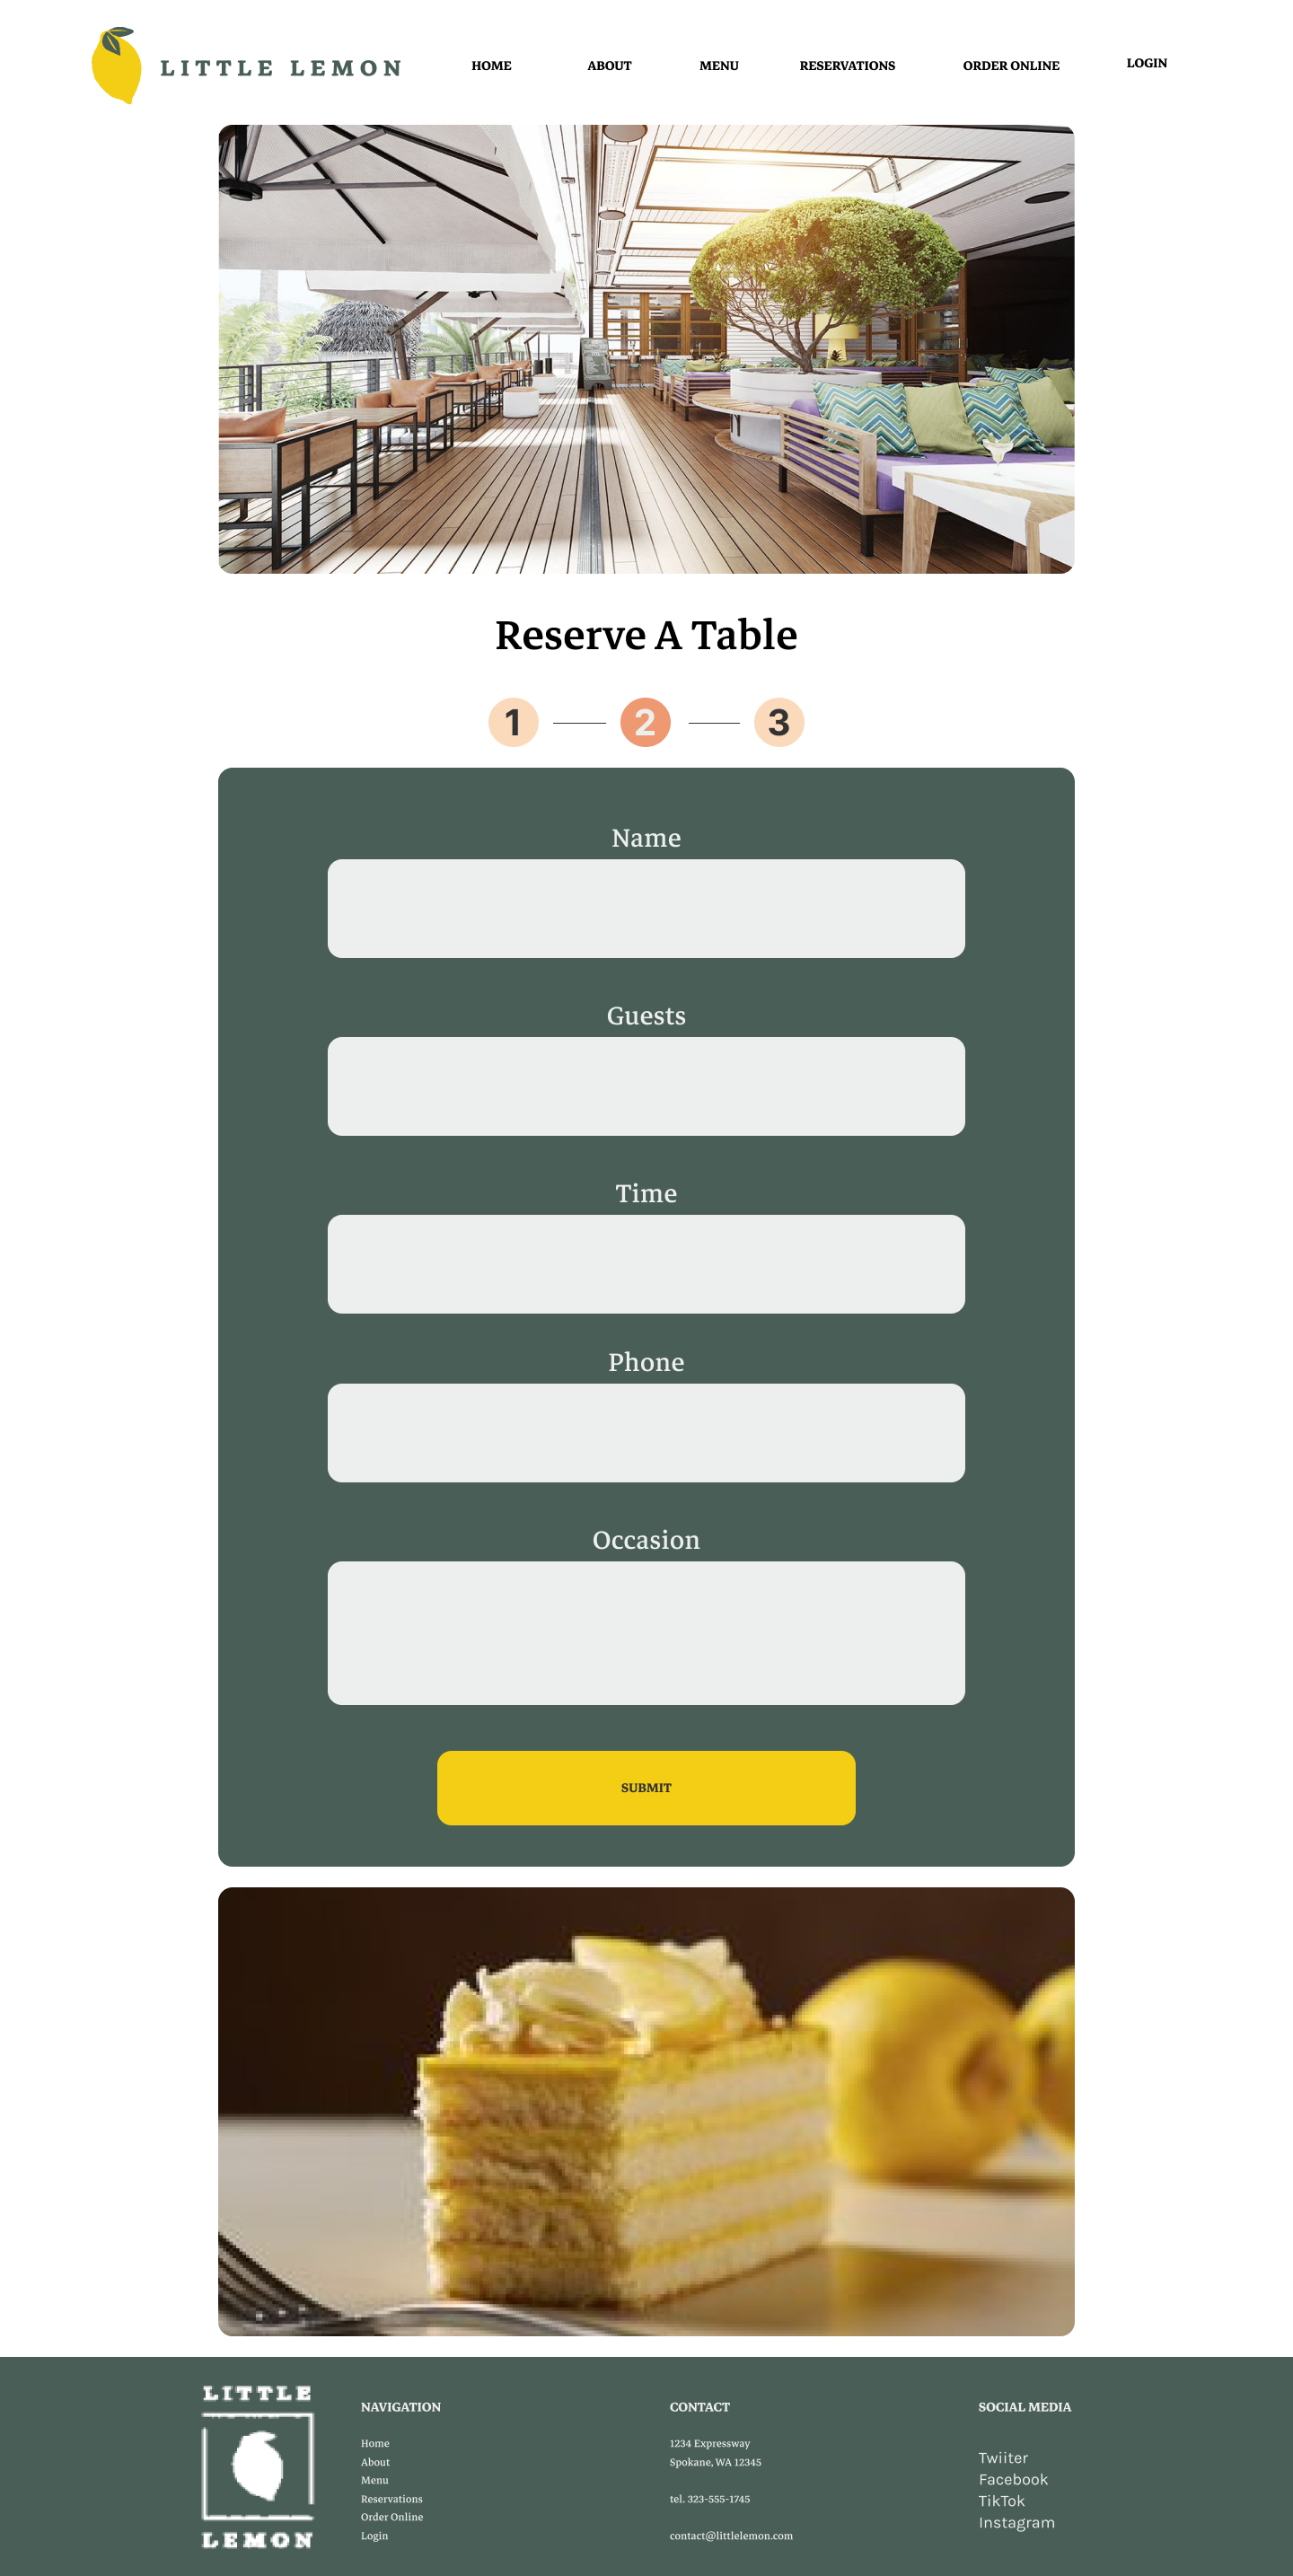 LITTLE LEMON
HOME ABOUT MENU RESERVATIONS ORDER ONLINE LOGIN
Reserve A Table
1 2 3
Name
Guests
Time
Phone
Occasion
SUBMIT
LITTLE
LEMON
NAVIGATION
Home
About
Menu
Reservations
Order Online
Login
CONTACT
1234 Expressway
Spokane, WA 12345
tel. 323-555-1745
contact@littlelemon.com
SOCIAL MEDIA
Twiiter
Facebook
TikTok
Instagram